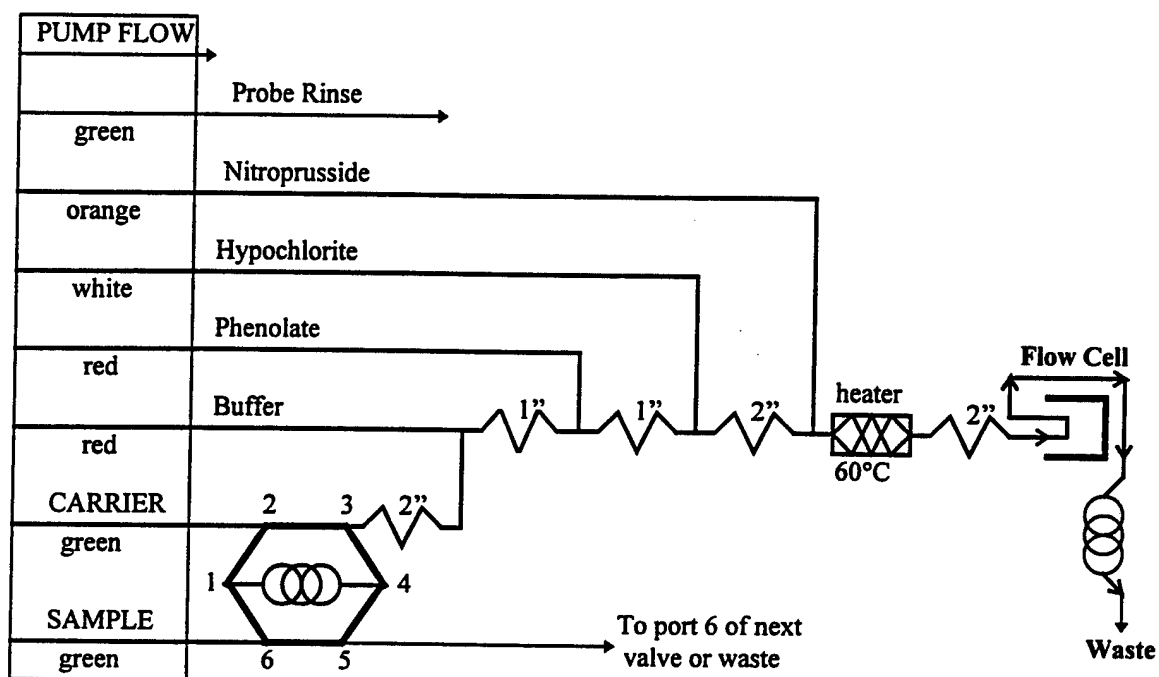 PUMP FLOW
Probe Rinse
green
Nitroprusside
orange
Hypochlorite
white
Phenolate
red
Flow Cell
heater
Buffer
1”
1”
2”
2”
red
60°C
CARRIER
2
3
2”
green
1
4
SAMPLE
To port 6 of next
valve or waste
green
6
5
Waste